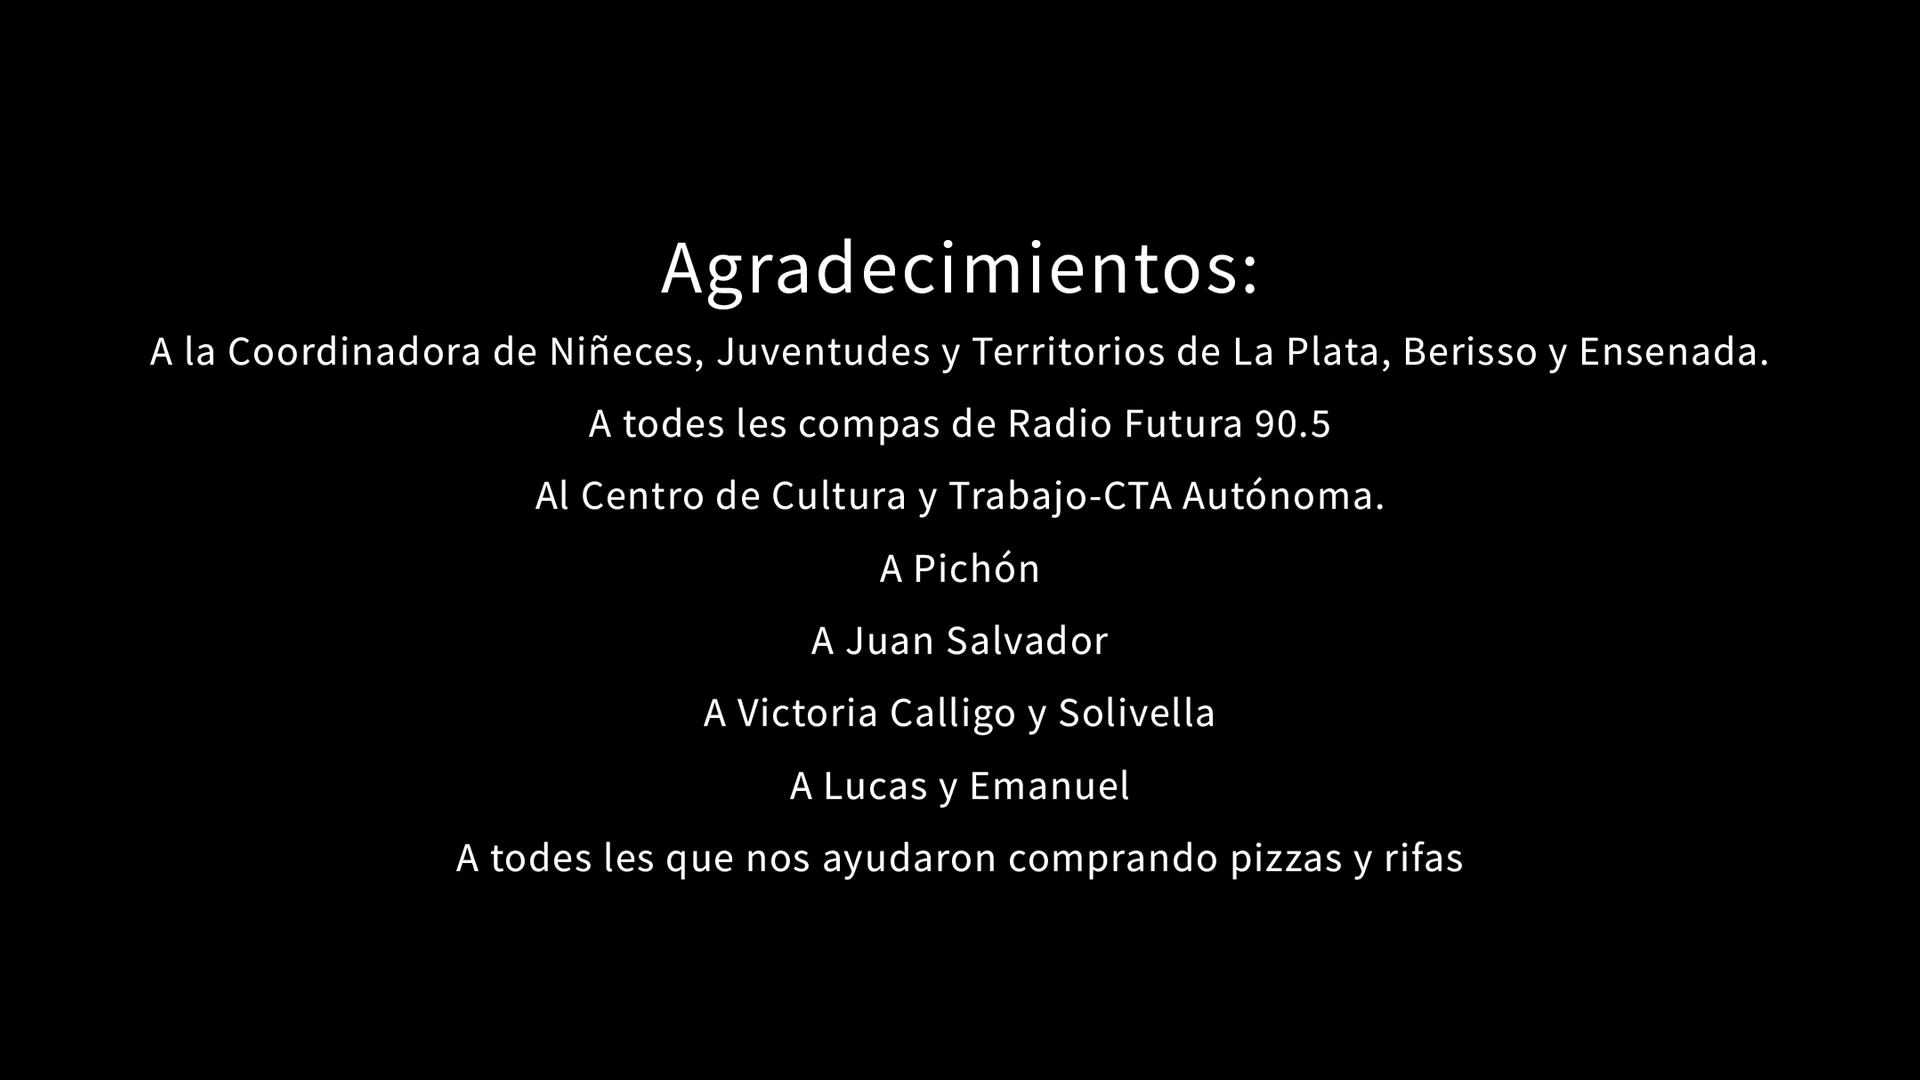 Agradecimientos:
A la Coordinadora de Niñeces, Juventudes y Territorios de La Plata, Berisso y Ensenada.
A todes les compas de Radio Futura 90.5
Al Centro de Cultura y Trabajo-CTA Autónoma.
A Pichón
A Juan Salvador
A Victoria Calligo y Solivella
A Lucas y Emanuel
A todes les que nos ayudaron comprando pizzas y rifas